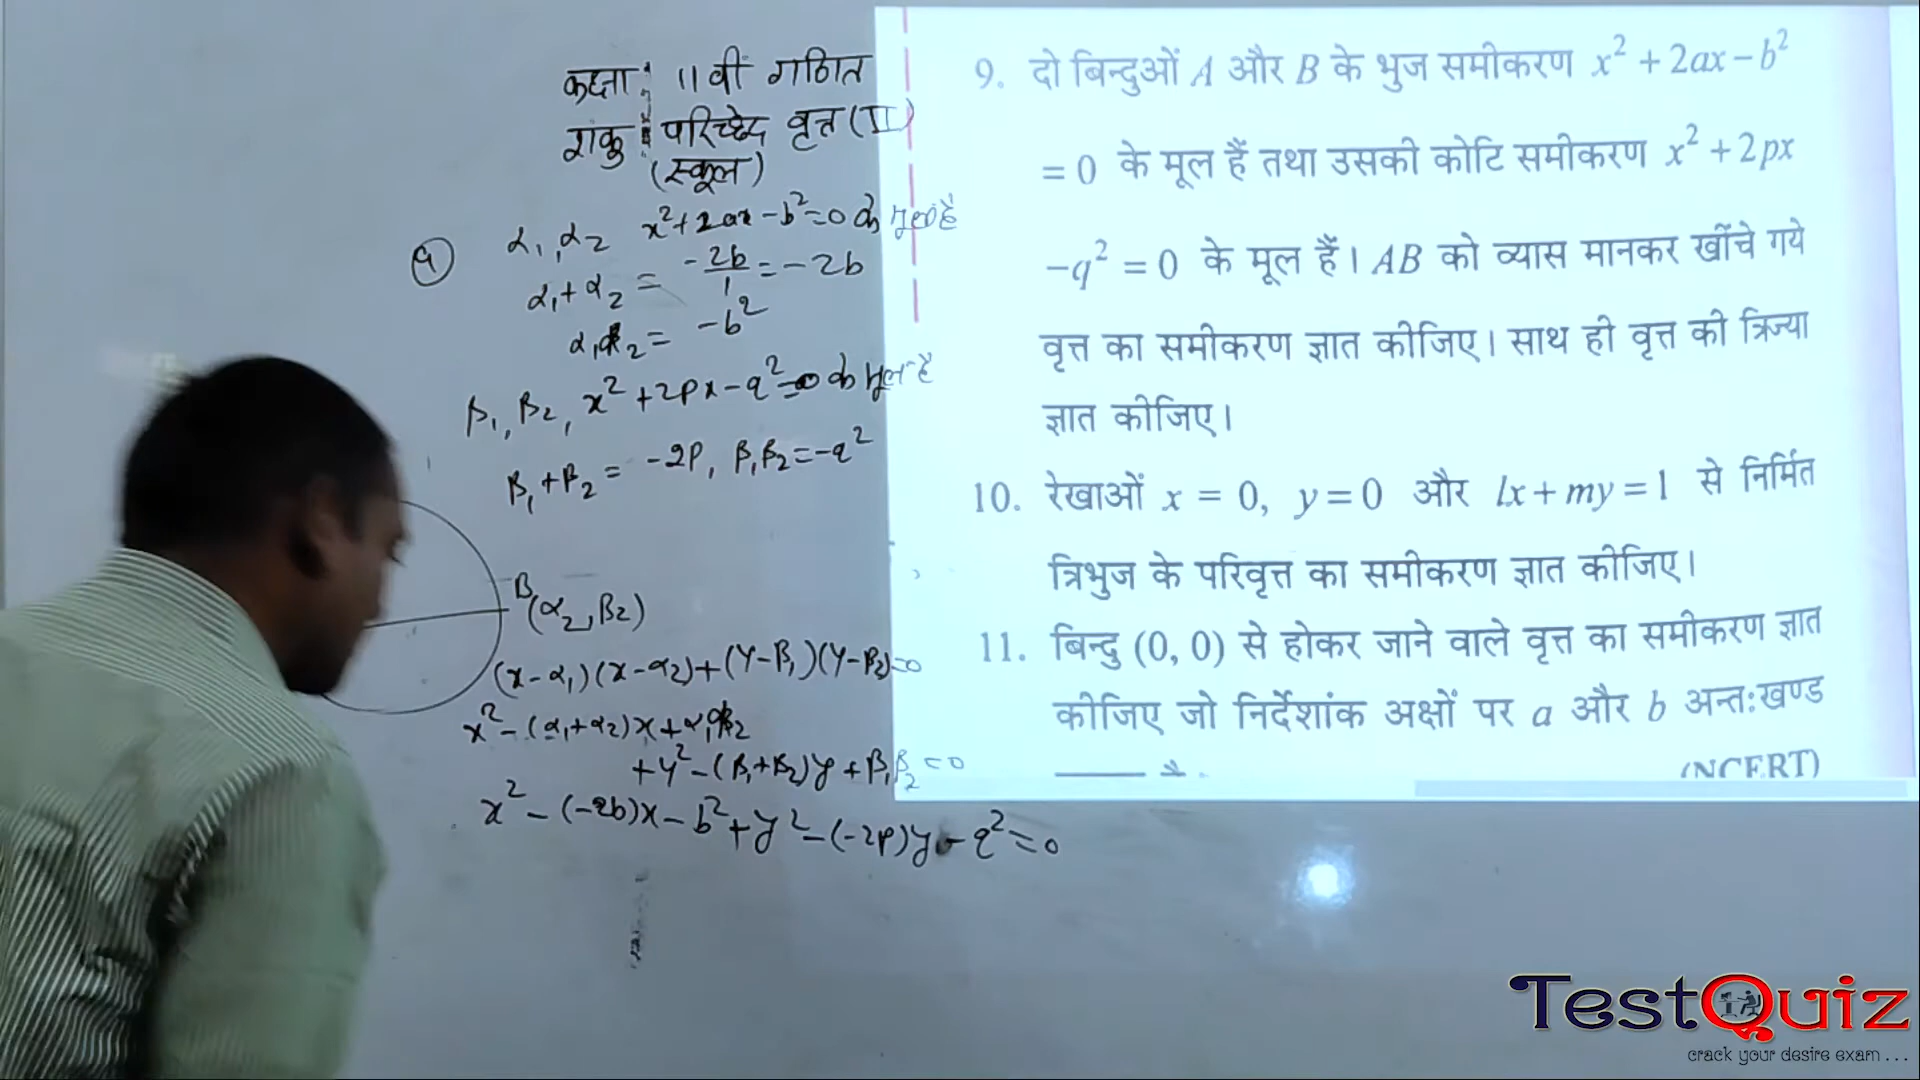 कक्षा : 11वी गणित
शंकु परिच्छेद वृत्त (II)
(स्कूल)
9 α₁, α₂ x²+2ax-b²=0 के मूल है
α₁+α₂ = -2b/1 = -2b
α₁α₂ = -b²
β₁, β₂, x²+2px-q²=0 के मूल है
β₁+β₂ = -2p, β₁β₂=-q²
B(α₂,β₂)
(x-α₁)(x-α₂)+(y-β₁)(y-β₂)=0
x²-(α₁+α₂)x+α₁α₂
+y²-(β₁+β₂)y+β₁β₂=0
x²-(-2b)x-b²+y²-(-2p)y-q²=0
9. दो बिन्दुओं A और B के भुज समीकरण x² + 2ax - b²
= 0 के मूल हैं तथा उसकी कोटि समीकरण x² + 2px
-q² = 0 के मूल हैं। AB को व्यास मानकर खींचे गये
वृत्त का समीकरण ज्ञात कीजिए। साथ ही वृत्त की त्रिज्या
ज्ञात कीजिए।
10. रेखाओं x = 0, y = 0 और lx + my = 1 से निर्मित
त्रिभुज के परिवृत्त का समीकरण ज्ञात कीजिए।
11. बिन्दु (0, 0) से होकर जाने वाले वृत्त का समीकरण ज्ञात
कीजिए जो निर्देशांक अक्षों पर a और b अन्तःखण्ड
(NCERT)
TestQuiz
crack your desire exam . . .